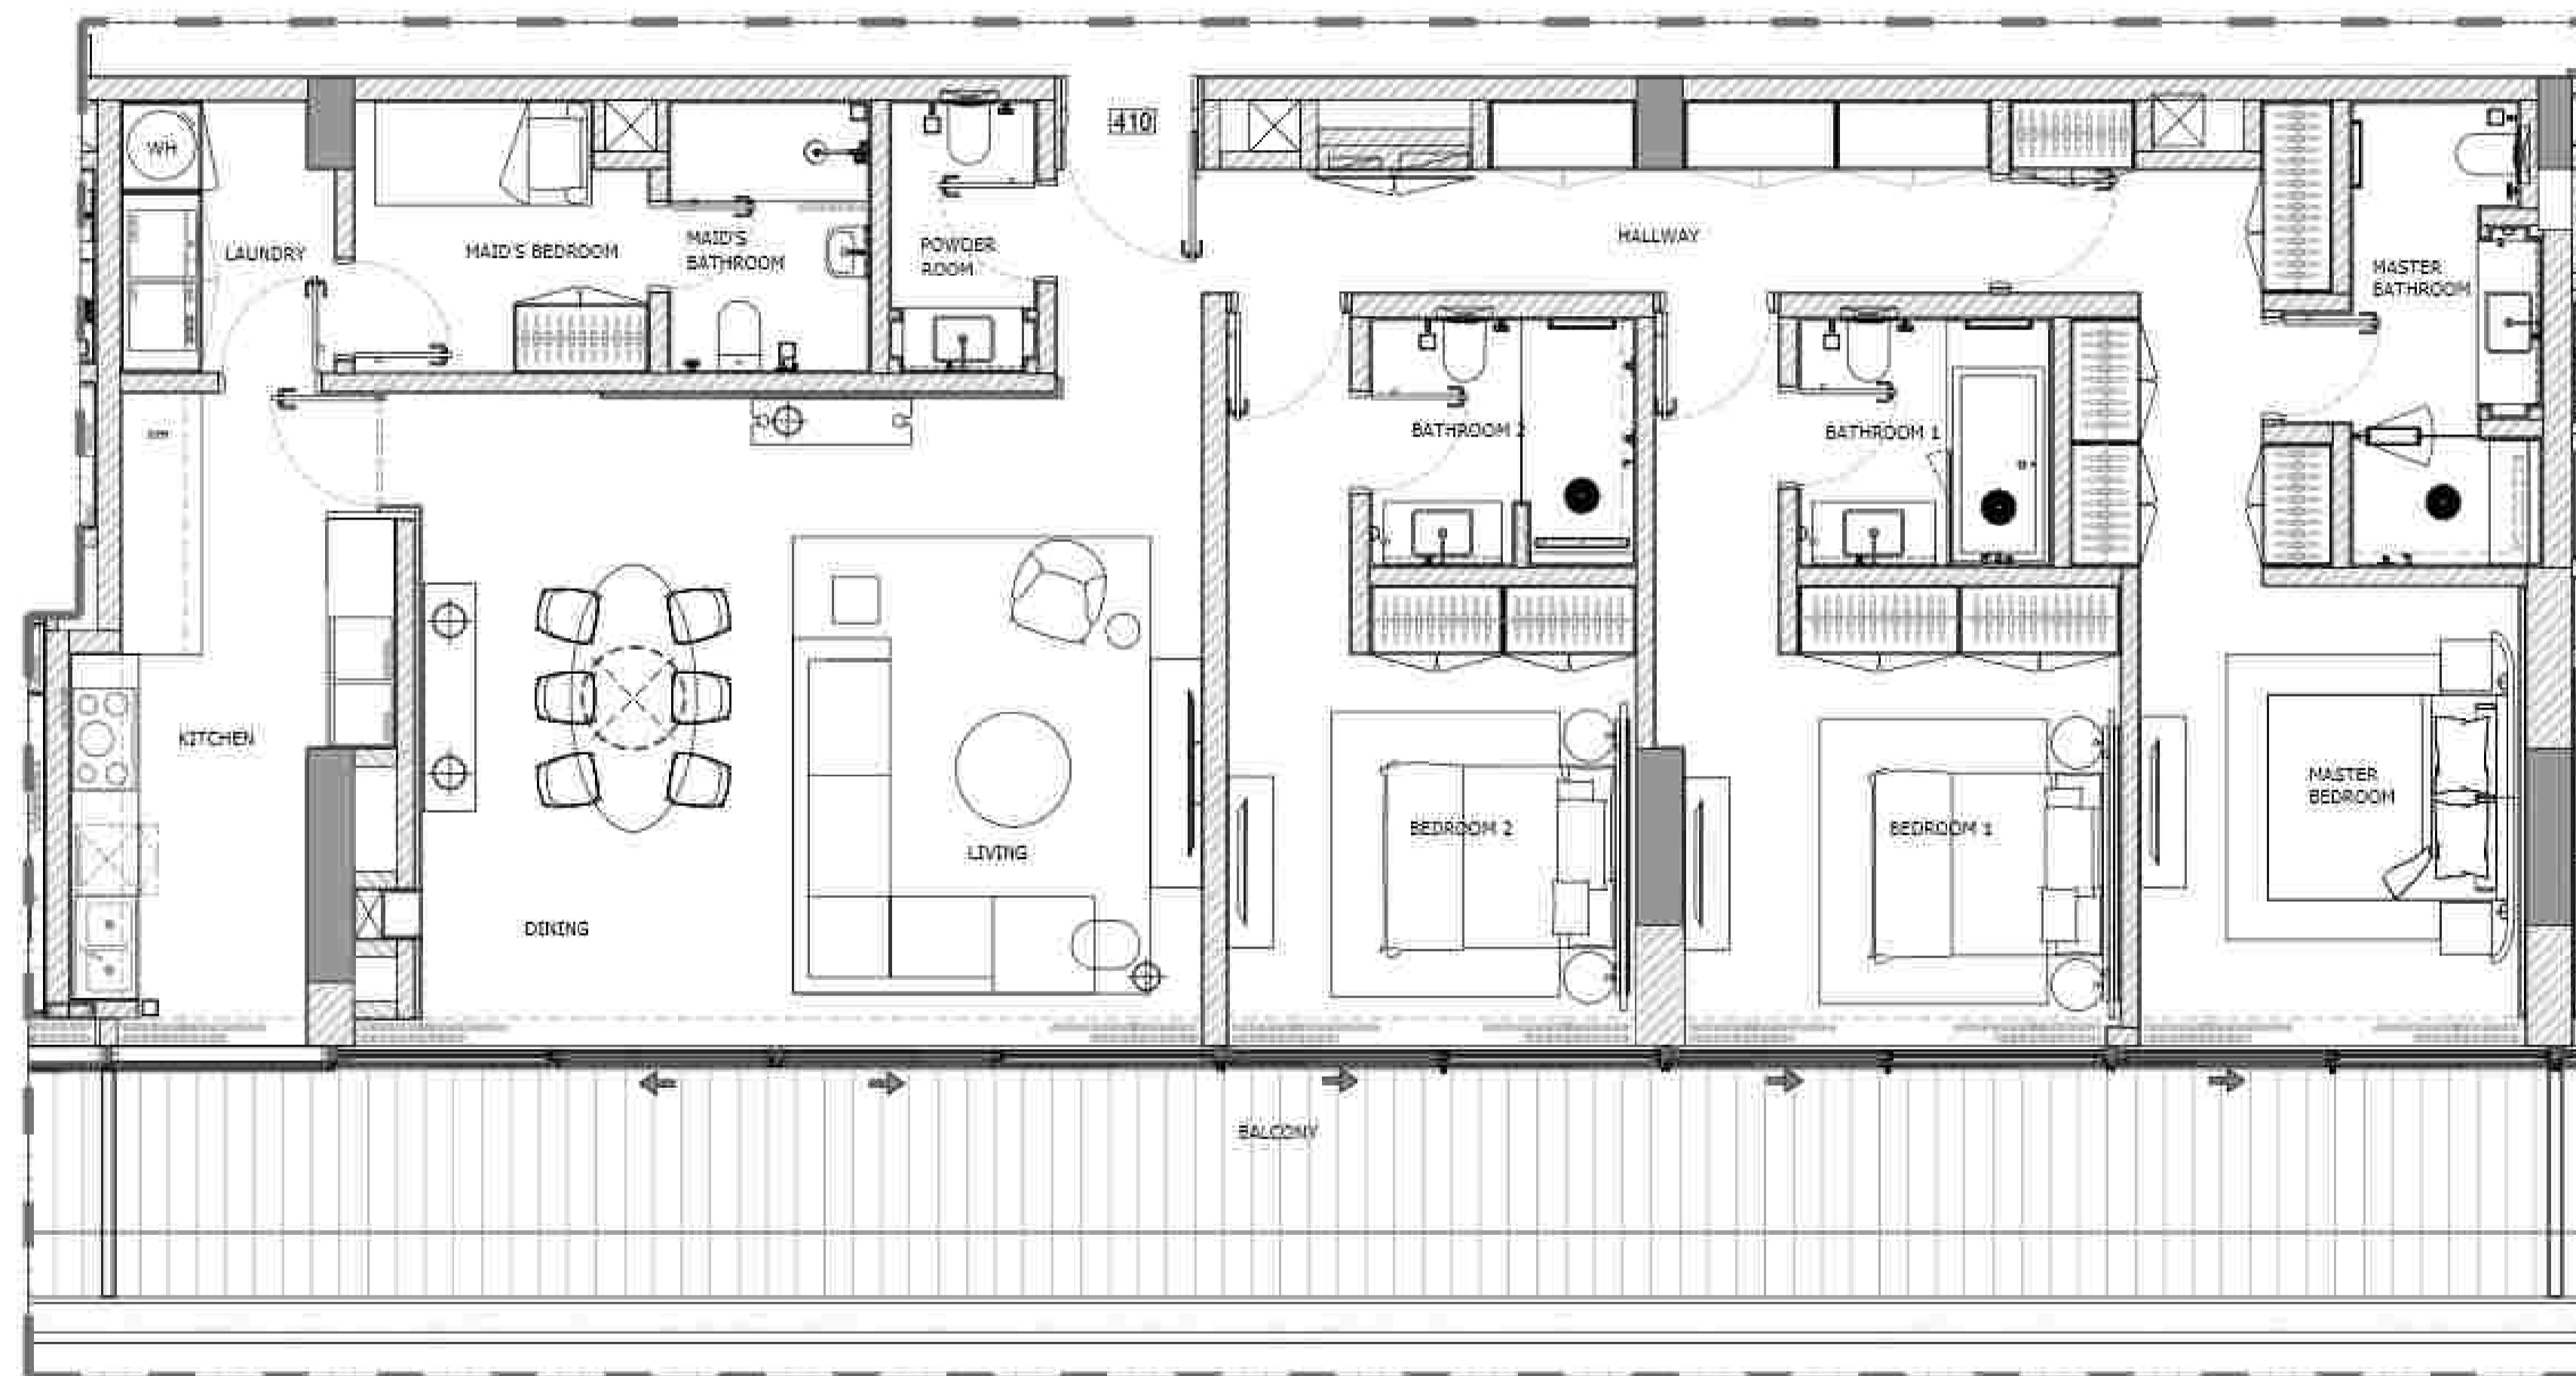 410
WH
LAUNDRY
MAID'S BEDROOM
MAID'S
BATHROOM
POWDER
ROOM
HALLWAY
MASTER
BATHROOM
BATHROOM 2
BATHROOM 1
KITCHEN
DINING
LIVING
BEDROOM 2
BEDROOM 1
MASTER
BEDROOM
BALCONY